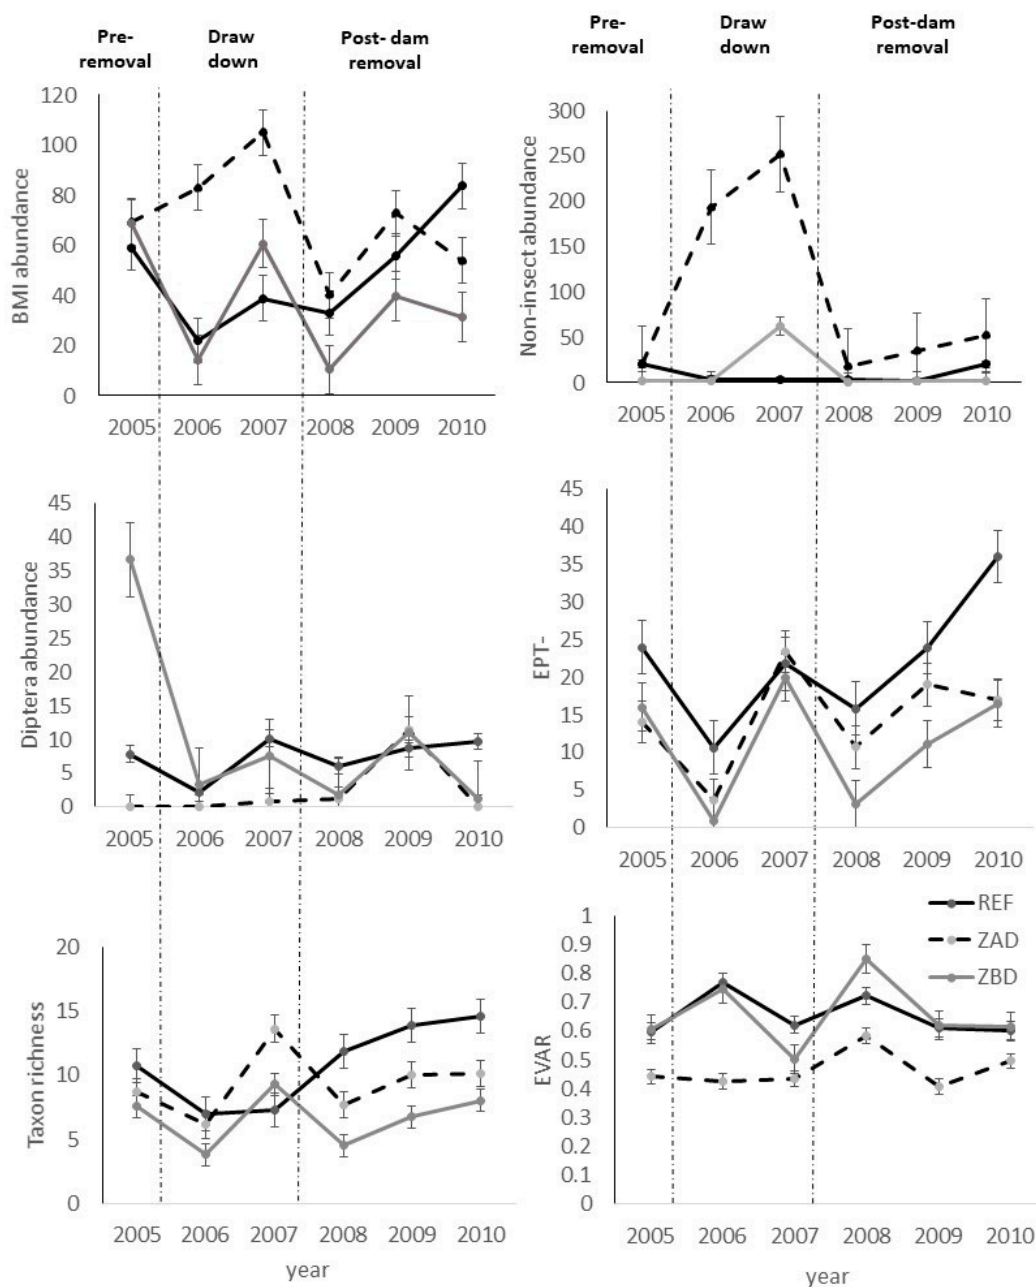 Pre-
removal
Draw
down
Post- dam
removal
Pre-
removal
Draw
down
Post-dam
removal
BMI abundance
120
100
80
60
40
20
0
2005 2006 2007 2008 2009 2010
Non-insect abundance
300
250
200
150
100
50
0
2005 2006 2007 2008 2009 2010
Diptera abundance
45
40
35
30
25
20
15
10
5
0
2005 2006 2007 2008 2009 2010
EPT-
45
40
35
30
25
20
15
10
5
0
2005 2006 2007 2008 2009 2010
Taxon richness
20
15
10
5
0
2005 2006 2007 2008 2009 2010
year
EVAR
1
0.9
0.8
0.7
0.6
0.5
0.4
0.3
0.2
0.1
0
REF
ZAD
ZBD
2005 2006 2007 2008 2009 2010
year